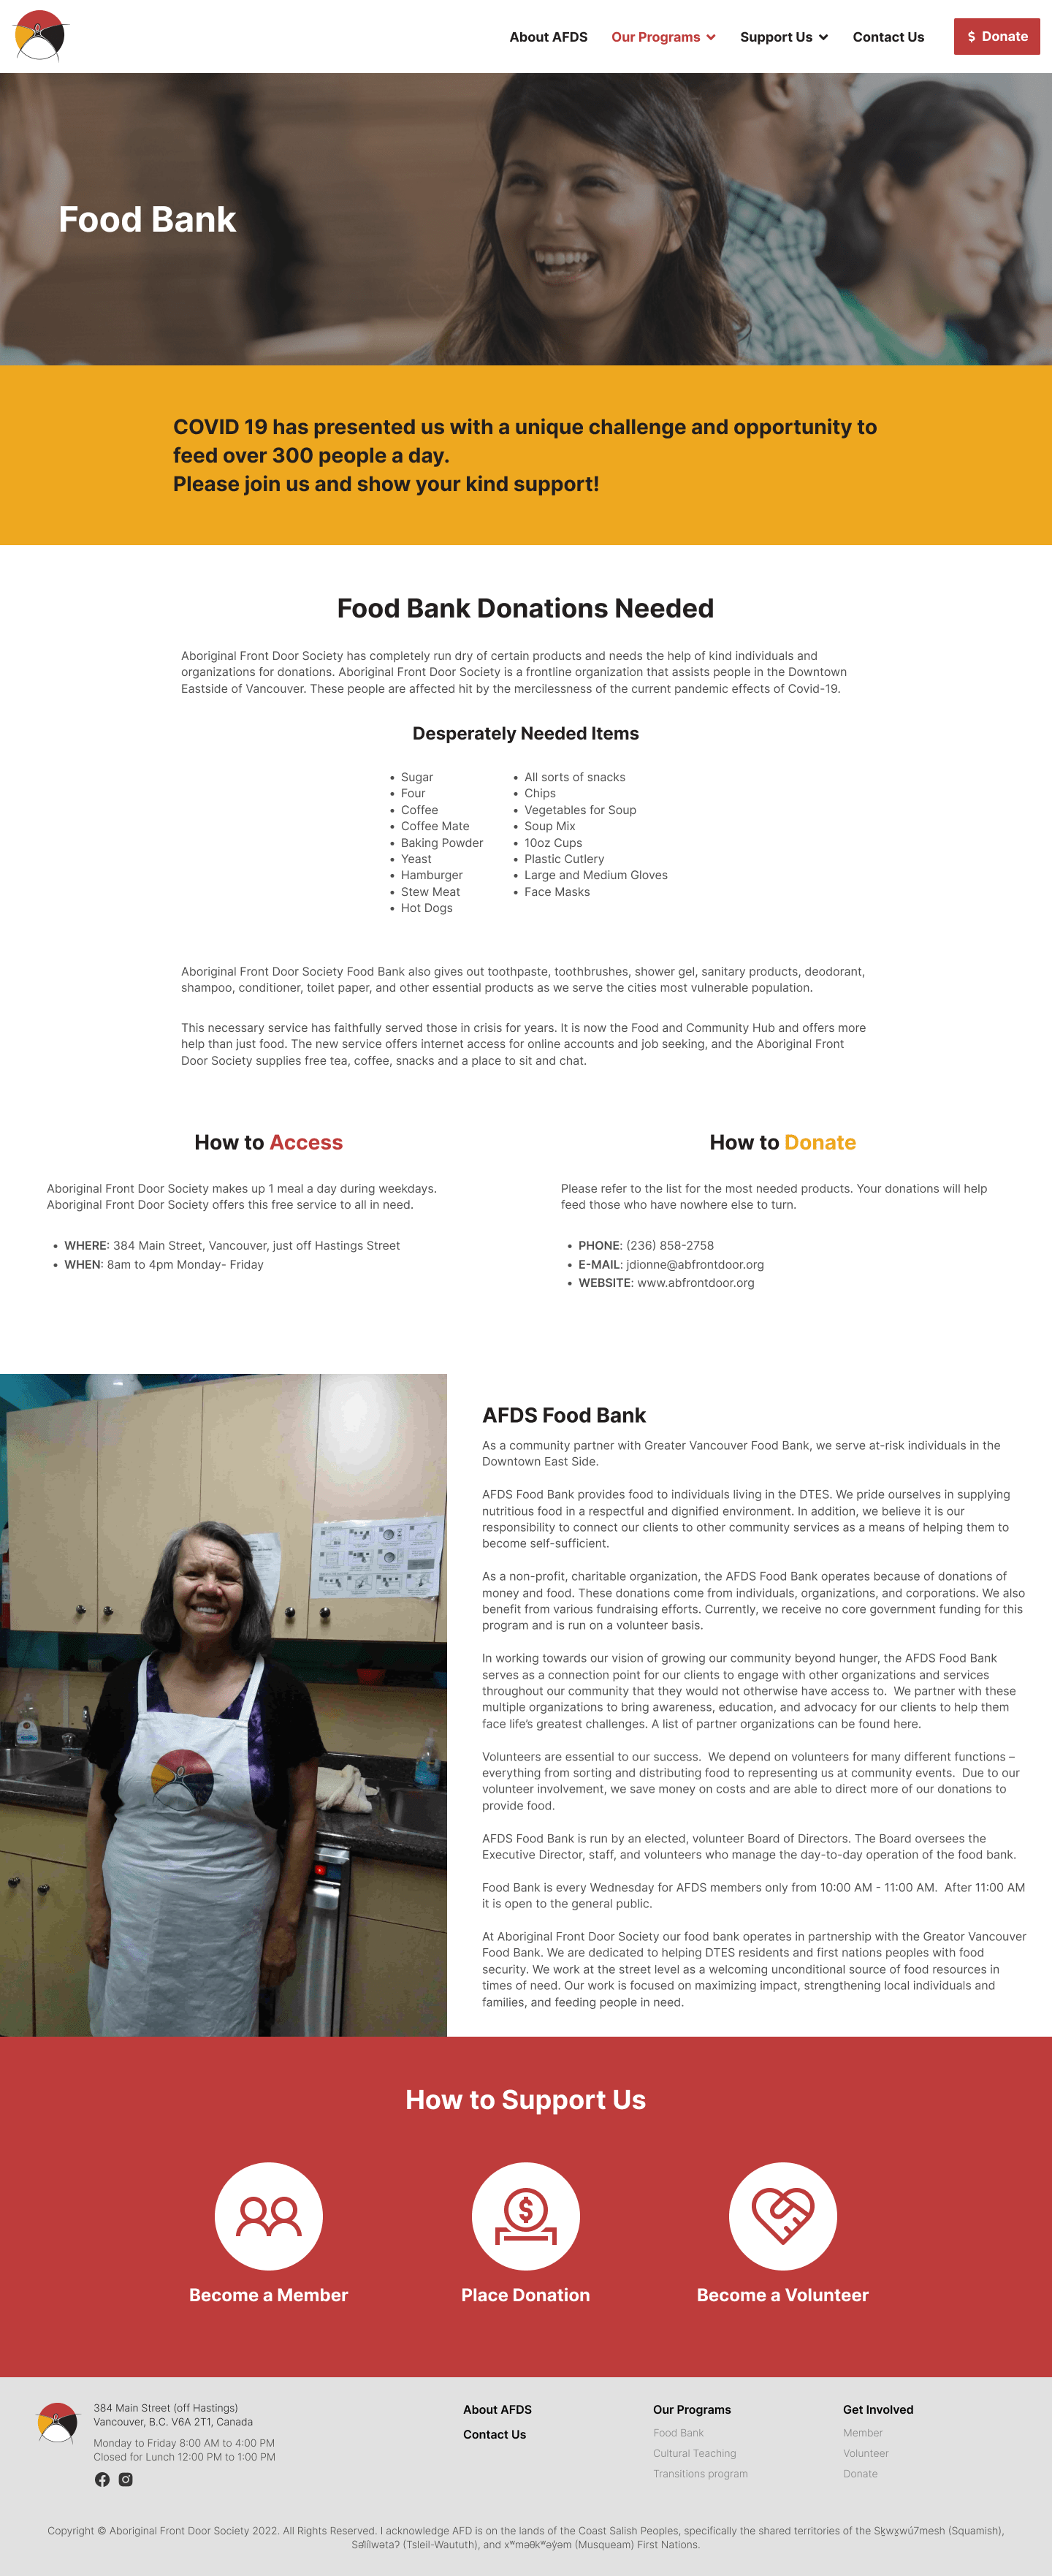 About AFDS
Our Programs
Support Us
Contact Us
$ Donate
Food Bank
COVID 19 has presented us with a unique challenge and opportunity to
feed over 300 people a day.
Please join us and show your kind support!
Food Bank Donations Needed
Aboriginal Front Door Society has completely run dry of certain products and needs the help of kind individuals and
organizations for donations. Aboriginal Front Door Society is a frontline organization that assists people in the Downtown
Eastside of Vancouver. These people are affected hit by the mercilessness of the current pandemic effects of Covid-19.
Desperately Needed Items
• Sugar
• Four
• Coffee
• Coffee Mate
• Baking Powder
• Yeast
• Hamburger
• Stew Meat
• Hot Dogs
• All sorts of snacks
• Chips
• Vegetables for Soup
• Soup Mix
• 10oz Cups
• Plastic Cutlery
• Large and Medium Gloves
• Face Masks
Aboriginal Front Door Society Food Bank also gives out toothpaste, toothbrushes, shower gel, sanitary products, deodorant,
shampoo, conditioner, toilet paper, and other essential products as we serve the cities most vulnerable population.
This necessary service has faithfully served those in crisis for years. It is now the Food and Community Hub and offers more
help than just food. The new service offers internet access for online accounts and job seeking, and the Aboriginal Front
Door Society supplies free tea, coffee, snacks and a place to sit and chat.
How to Access
Aboriginal Front Door Society makes up 1 meal a day during weekdays.
Aboriginal Front Door Society offers this free service to all in need.
• WHERE: 384 Main Street, Vancouver, just off Hastings Street
• WHEN: 8am to 4pm Monday- Friday
How to Donate
Please refer to the list for the most needed products. Your donations will help
feed those who have nowhere else to turn.
• PHONE: (236) 858-2758
• E-MAIL: jdionne@abfrontdoor.org
• WEBSITE: www.abfrontdoor.org
AFDS Food Bank
As a community partner with Greater Vancouver Food Bank, we serve at-risk individuals in the
Downtown East Side.
AFDS Food Bank provides food to individuals living in the DTES. We pride ourselves in supplying
nutritious food in a respectful and dignified environment. In addition, we believe it is our
responsibility to connect our clients to other community services as a means of helping them to
become self-sufficient.
As a non-profit, charitable organization, the AFDS Food Bank operates because of donations of
money and food. These donations come from individuals, organizations, and corporations. We also
benefit from various fundraising efforts. Currently, we receive no core government funding for this
program and is run on a volunteer basis.
In working towards our vision of growing our community beyond hunger, the AFDS Food Bank
serves as a connection point for our clients to engage with other organizations and services
throughout our community that they would not otherwise have access to.  We partner with these
multiple organizations to bring awareness, education, and advocacy for our clients to help them
face life’s greatest challenges. A list of partner organizations can be found here.
Volunteers are essential to our success.  We depend on volunteers for many different functions –
everything from sorting and distributing food to representing us at community events.  Due to our
volunteer involvement, we save money on costs and are able to direct more of our donations to
provide food.
AFDS Food Bank is run by an elected, volunteer Board of Directors. The Board oversees the
Executive Director, staff, and volunteers who manage the day-to-day operation of the food bank.
Food Bank is every Wednesday for AFDS members only from 10:00 AM - 11:00 AM.  After 11:00 AM
it is open to the general public.
At Aboriginal Front Door Society our food bank operates in partnership with the Greater Vancouver
Food Bank. We are dedicated to helping DTES residents and first nations peoples with food
security. We work at the street level as a welcoming unconditional source of food resources in
times of need. Our work is focused on maximizing impact, strengthening local individuals and
families, and feeding people in need.
How to Support Us
Become a Member
Place Donation
Become a Volunteer
384 Main Street (off Hastings)
Vancouver, B.C. V6A 2T1, Canada
Monday to Friday 8:00 AM to 4:00 PM
Closed for Lunch 12:00 PM to 1:00 PM
About AFDS
Contact Us
Our Programs
Food Bank
Cultural Teaching
Transitions program
Get Involved
Member
Volunteer
Donate
Copyright © Aboriginal Front Door Society 2022. All Rights Reserved. I acknowledge AFD is on the lands of the Coast Salish Peoples, specifically the shared territories of the Sḵwx̱wú7mesh (Squamish),
Səl̓ílwətaʔ (Tsleil-Waututh), and xʷməθkʷəy̓əm (Musqueam) First Nations.